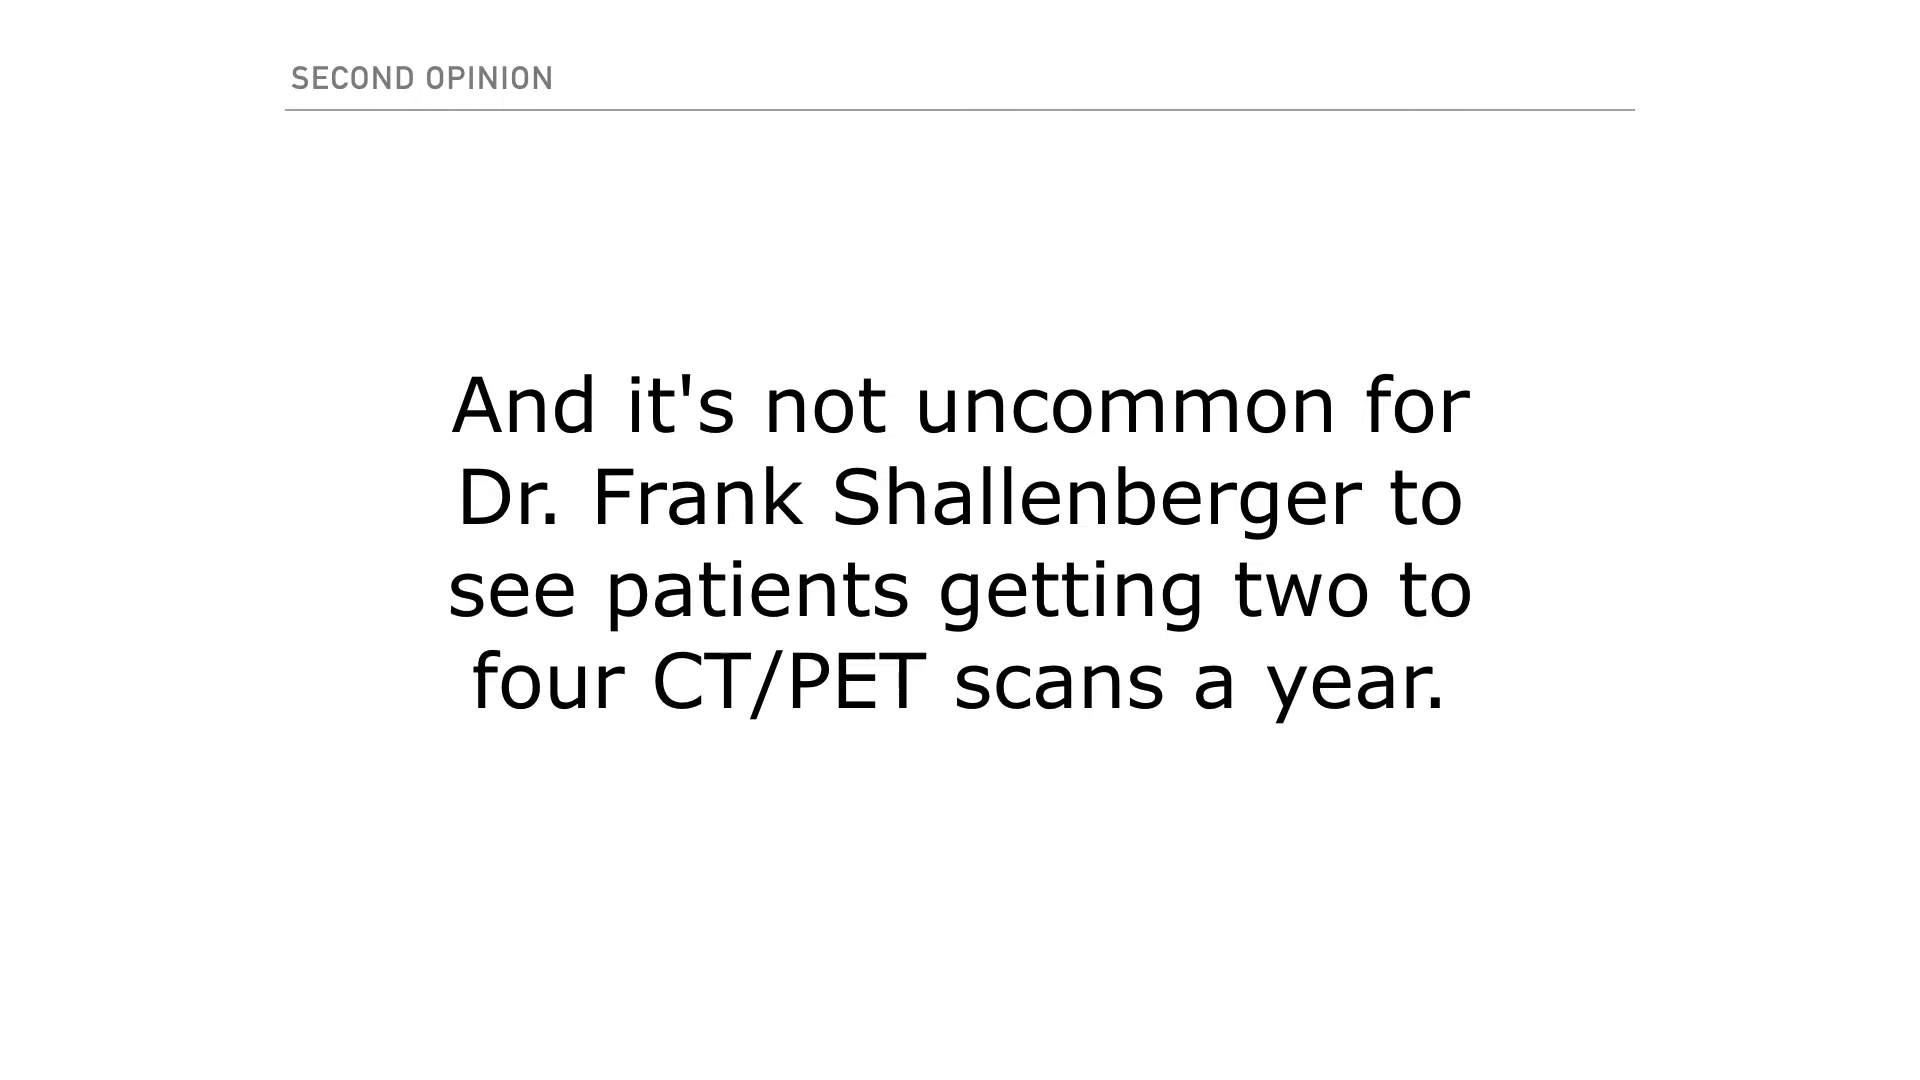 SECOND OPINION
And it's not uncommon for
Dr. Frank Shallenberger to
see patients getting two to
four CT/PET scans a year.